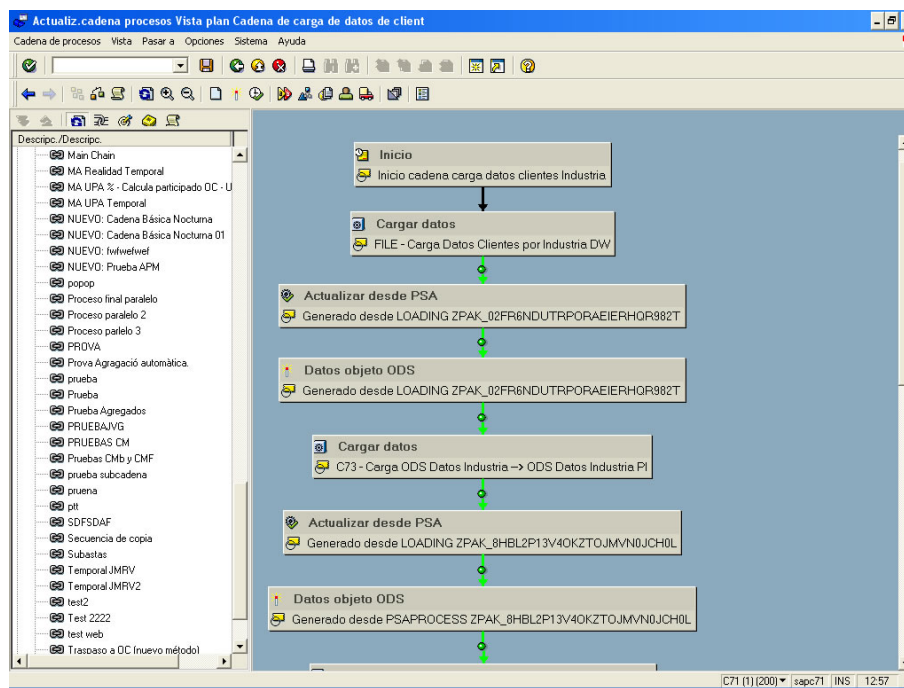 Actualiz.cadena procesos Vista plan Cadena de carga de datos de client
Cadena de procesos Vista Pasar a Opciones Sistema Ayuda
Descripc./Descripc.
Main Chain
MA Realidad Temporal
MA UPA % - Calcula participado OC - U
MA UPA Temporal
NUEVO: Cadena Básica Nocturna
NUEVO: Cadena Básica Nocturna 01
NUEVO: fwfwefwef
NUEVO: Prueba APM
popop
Proceso final paralelo
Proceso paralelo 2
Proceso parlelo 3
PROVA
Prova Agragació automàtica.
prueba
Prueba
Prueba Agregados
PRUEBAJVG
PRUEBAS CM
Pruebas CMb y CMF
prueba subcadena
pruena
ptt
SDFSDAF
Secuencia de copia
Subastas
Temporal JMRV
Temporal JMRV2
test2
Test 2222
test web
Traspaso a OC (nuevo método)
Inicio
Inicio cadena carga datos clientes Industria
Cargar datos
FILE - Carga Datos Clientes por Industria DW
Actualizar desde PSA
Generado desde LOADING ZPAK_02FR6NDUTRPORAEIERHQR982T
Datos objeto ODS
Generado desde LOADING ZPAK_02FR6NDUTRPORAEIERHQR982T
Cargar datos
C73 - Carga ODS Datos Industria --> ODS Datos Industria PI
Actualizar desde PSA
Generado desde LOADING ZPAK_8HBL2P13V4OKZTOJMVN0JCH0L
Datos objeto ODS
Generado desde PSAPROCESS ZPAK_8HBL2P13V4OKZTOJMVN0JCH0L
C71 (1) (200) sapc71 INS 12:57